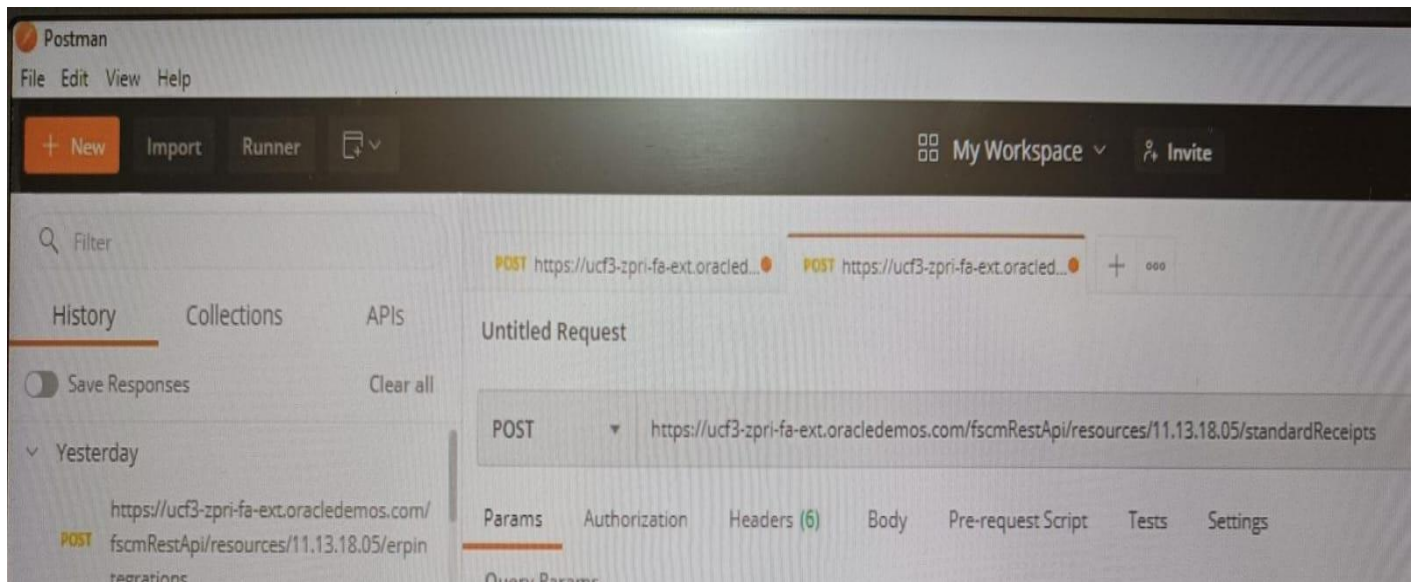 Postman
File Edit View Help
+ New Import Runner My Workspace Invite
Filter
POST https://ucf3-zpri-fa-ext.oracled... POST https://ucf3-zpri-fa-ext.oracled... + ooo
History Collections APIs
Untitled Request
Save Responses Clear all
POST https://ucf3-zpri-fa-ext.oracledemos.com/fscmRestApi/resources/11.13.18.05/standardReceipts
Yesterday
POST https://ucf3-zpri-fa-ext.oracledemos.com/
fscmRestApi/resources/11.13.18.05/erpin
tegrations
Params Authorization Headers (6) Body Pre-request Script Tests Settings
Query Params